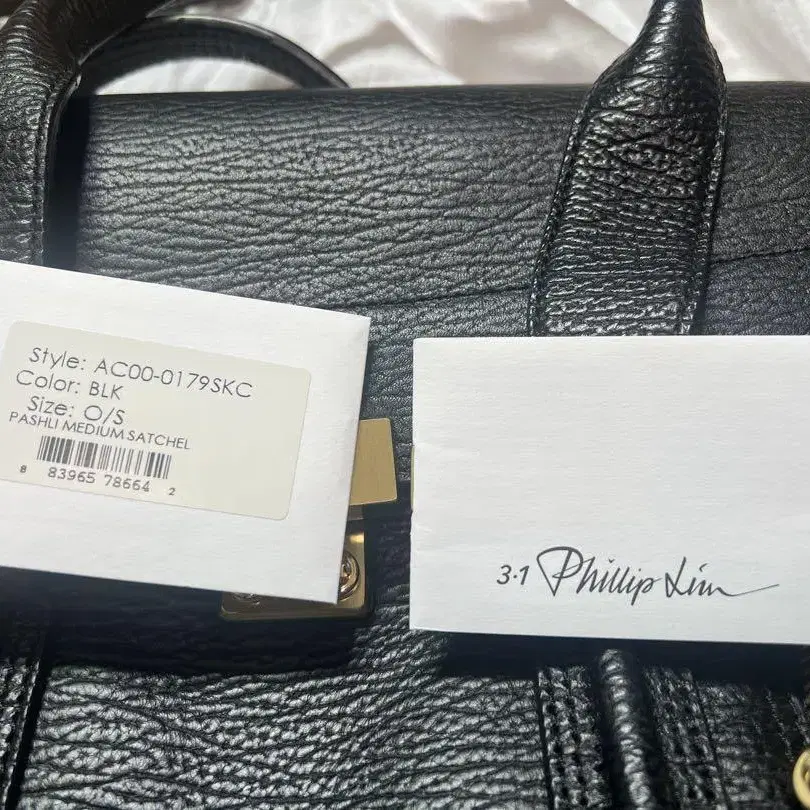 Style: AC00-0179SKC
Color: BLK
Size: O/S
PASHLI MEDIUM SATCHEL
8 83965 78664 2
3·1 Phillip Lim